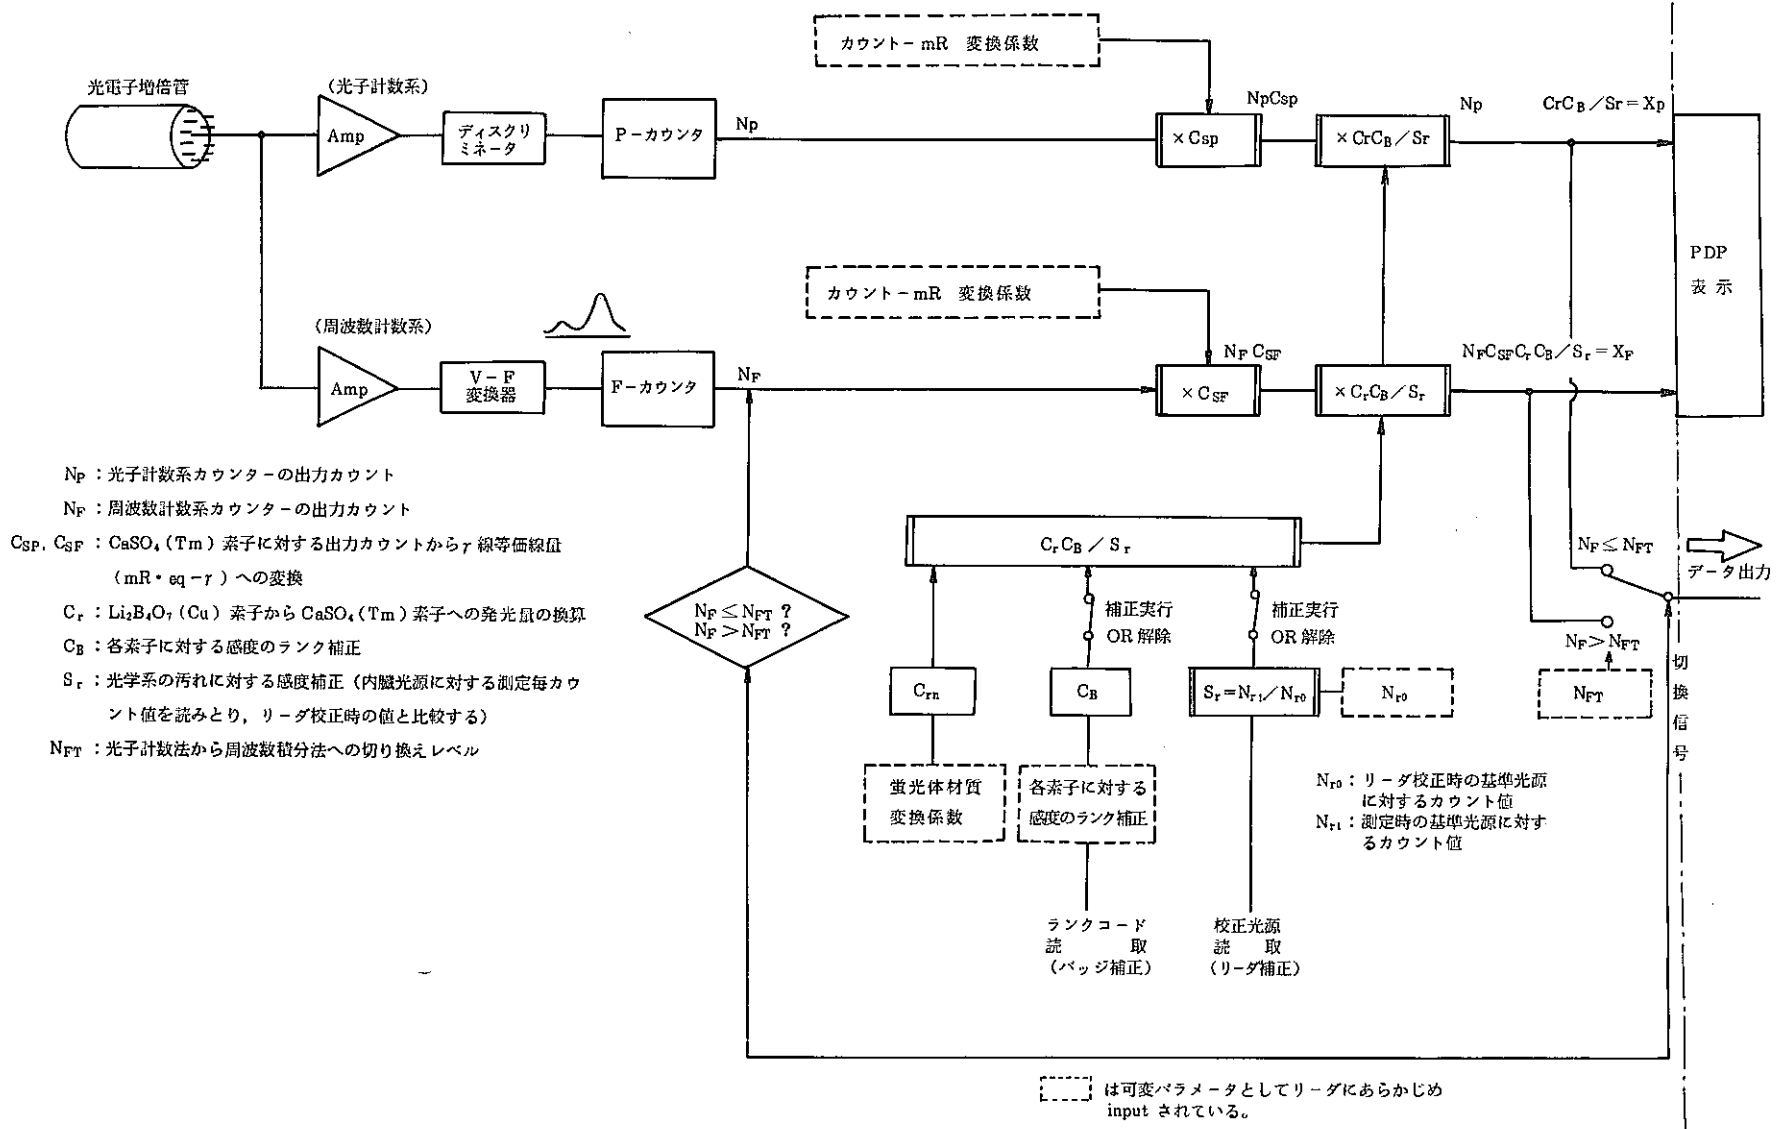 カウント−mR 変換係数
光電子増倍管
(光子計数系)
Amp
ディスクリ
ミネータ
P−カウンタ
Np
×Csp
NpCsp
×CrCB／Sr
Np
CrCB／Sr＝Xp
PDP
表示
カウント−mR 変換係数
(周波数計数系)
Amp
V−F
変換器
F−カウンタ
NF
×CSF
NF CSF
×CrCB／Sr
NFCSFCrCB／Sr＝XF
NP：光子計数系カウンターの出力カウント
NF：周波数計数系カウンターの出力カウント
CSP, CSF：CaSO₄(Tm)素子に対する出力カウントからγ線等価線量
(mR・eq−γ)への変換
Cr：Li₂B₄O₇(Cu)素子からCaSO₄(Tm)素子への発光量の換算
CB：各素子に対する感度のランク補正
Sr：光学系の汚れに対する感度補正(内臓光源に対する測定毎カウ
ント値を読みとり，リーダ校正時の値と比較する)
NFT：光子計数法から周波数積分法への切り換えレベル
NF≦NFT？
NF＞NFT？
CrCB／Sr
補正実行
OR 解除
補正実行
OR 解除
Crn
CB
Sr＝Nr1／Nr0
Nr0
蛍光体材質
変換係数
各素子に対する
感度のランク補正
ランクコード
読取
(バッジ補正)
校正光源
読取
(リーダ補正)
Nr0：リーダ校正時の基準光源
に対するカウント値
Nr1：測定時の基準光源に対す
るカウント値
NF≦NFT
データ出力
NF＞NFT
NFT
切換信号
は可変パラメータとしてリーダにあらかじめ
input されている。